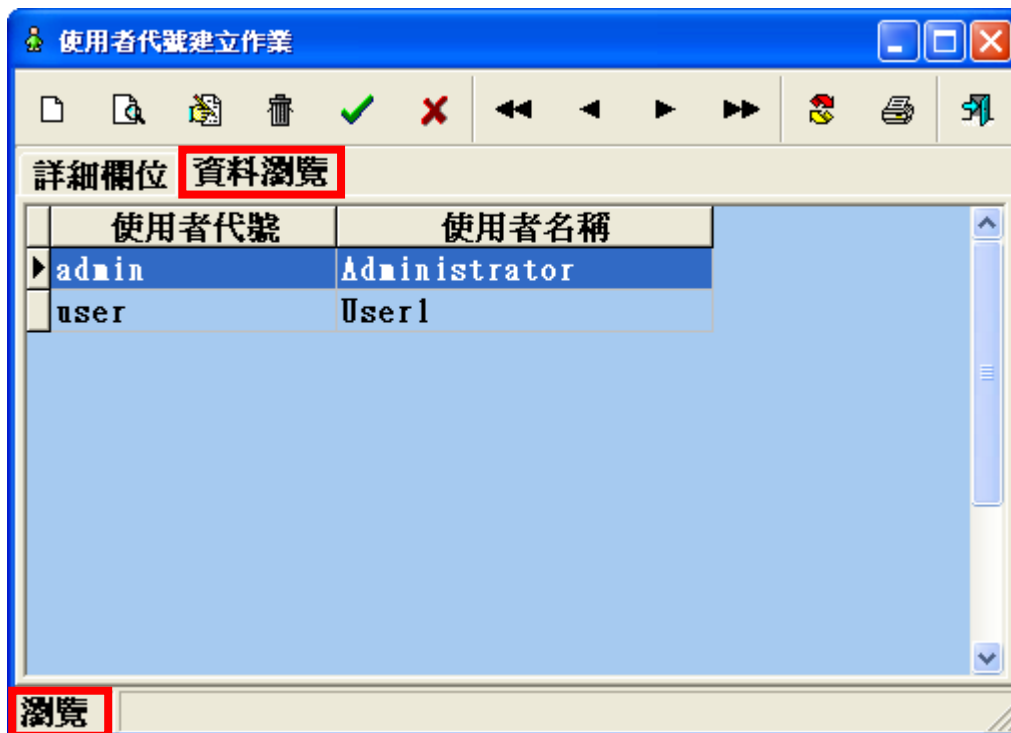 使用者代號建立作業
詳細欄位 資料瀏覽
使用者代號 使用者名稱
admin Administrator
user User1
瀏覽